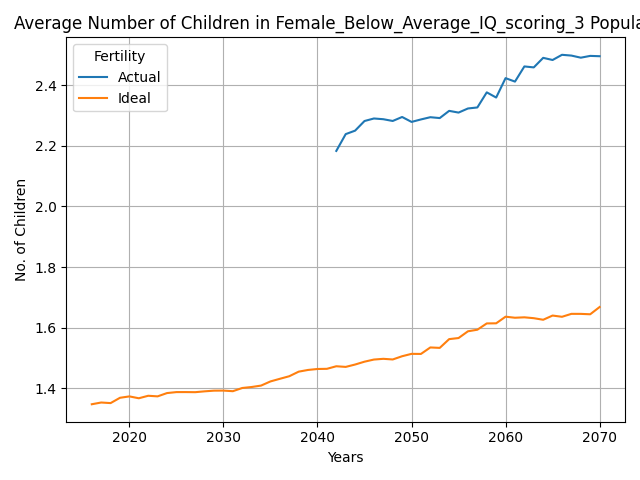 Average Number of Children in Female_Below_Average_IQ_scoring_3 Popula
Fertility
Actual
Ideal
No. of Children
2.4
2.2
2.0
1.8
1.6
1.4
2020 2030 2040 2050 2060 2070
Years